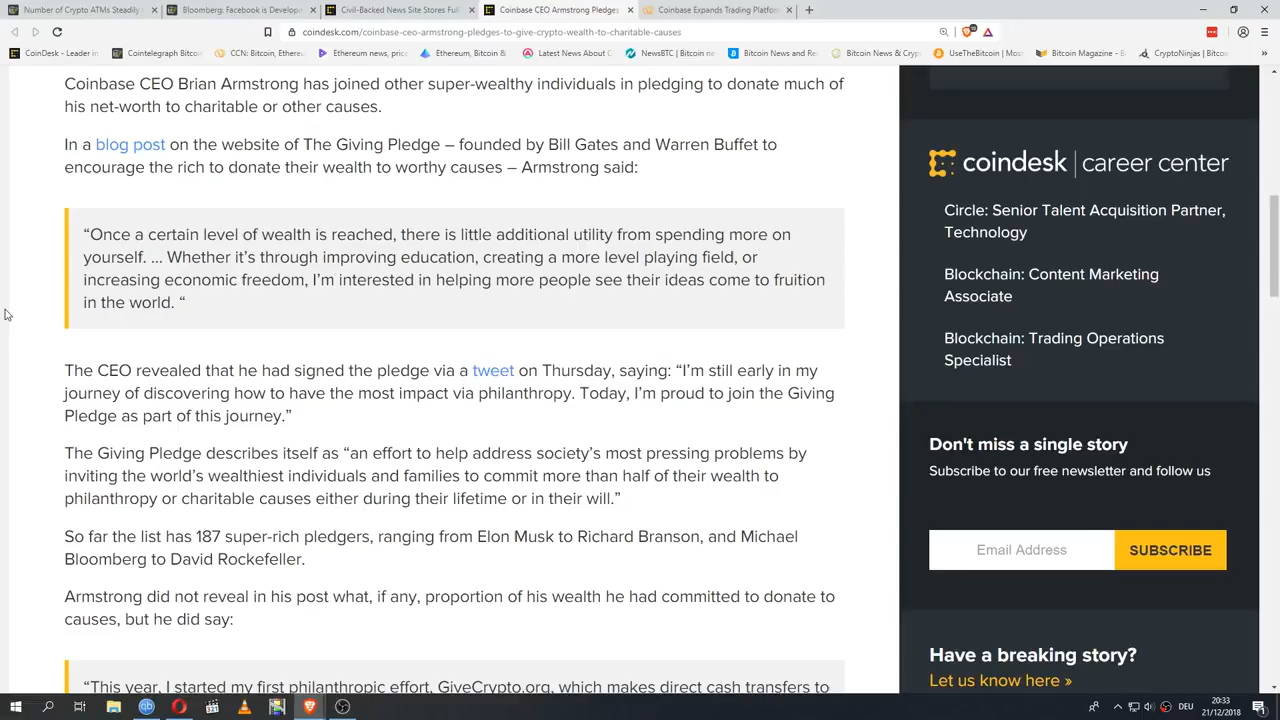 Number of Crypto ATMs Steadily
Bloomberg: Facebook is Develop
Civil-Backed News Site Stores Full
Coinbase CEO Armstrong Pledges
Coinbase Expands Trading Platform
coindesk.com/coinbase-ceo-armstrong-pledges-to-give-crypto-wealth-to-charitable-causes
CoinDesk - Leader in
Cointelegraph Bitcoin
CCN: Bitcoin, Ethere
Ethereum news, price
Ethereum, Bitcoin &
Latest News About C
NewsBTC | Bitcoin ne
Bitcoin News and Re
Bitcoin News & Cryp
UseTheBitcoin | Mos
Bitcoin Magazine - B
CryptoNinjas | Bitcoi
»
Coinbase CEO Brian Armstrong has joined other super-wealthy individuals in pledging to donate much of
his net-worth to charitable or other causes.
In a blog post on the website of The Giving Pledge – founded by Bill Gates and Warren Buffet to
encourage the rich to donate their wealth to worthy causes – Armstrong said:
“Once a certain level of wealth is reached, there is little additional utility from spending more on
yourself. ... Whether it’s through improving education, creating a more level playing field, or
increasing economic freedom, I’m interested in helping more people see their ideas come to fruition
in the world. “
The CEO revealed that he had signed the pledge via a tweet on Thursday, saying: “I’m still early in my
journey of discovering how to have the most impact via philanthropy. Today, I’m proud to join the Giving
Pledge as part of this journey.”
The Giving Pledge describes itself as “an effort to help address society’s most pressing problems by
inviting the world’s wealthiest individuals and families to commit more than half of their wealth to
philanthropy or charitable causes either during their lifetime or in their will.”
So far the list has 187 super-rich pledgers, ranging from Elon Musk to Richard Branson, and Michael
Bloomberg to David Rockefeller.
Armstrong did not reveal in his post what, if any, proportion of his wealth he had committed to donate to
causes, but he did say:
“This year, I started my first philanthropic effort, GiveCrypto.org, which makes direct cash transfers to
coindesk | career center
Circle: Senior Talent Acquisition Partner,
Technology
Blockchain: Content Marketing
Associate
Blockchain: Trading Operations
Specialist
Don't miss a single story
Subscribe to our free newsletter and follow us
Email Address
SUBSCRIBE
Have a breaking story?
Let us know here »
DEU
20:33
21/12/2018